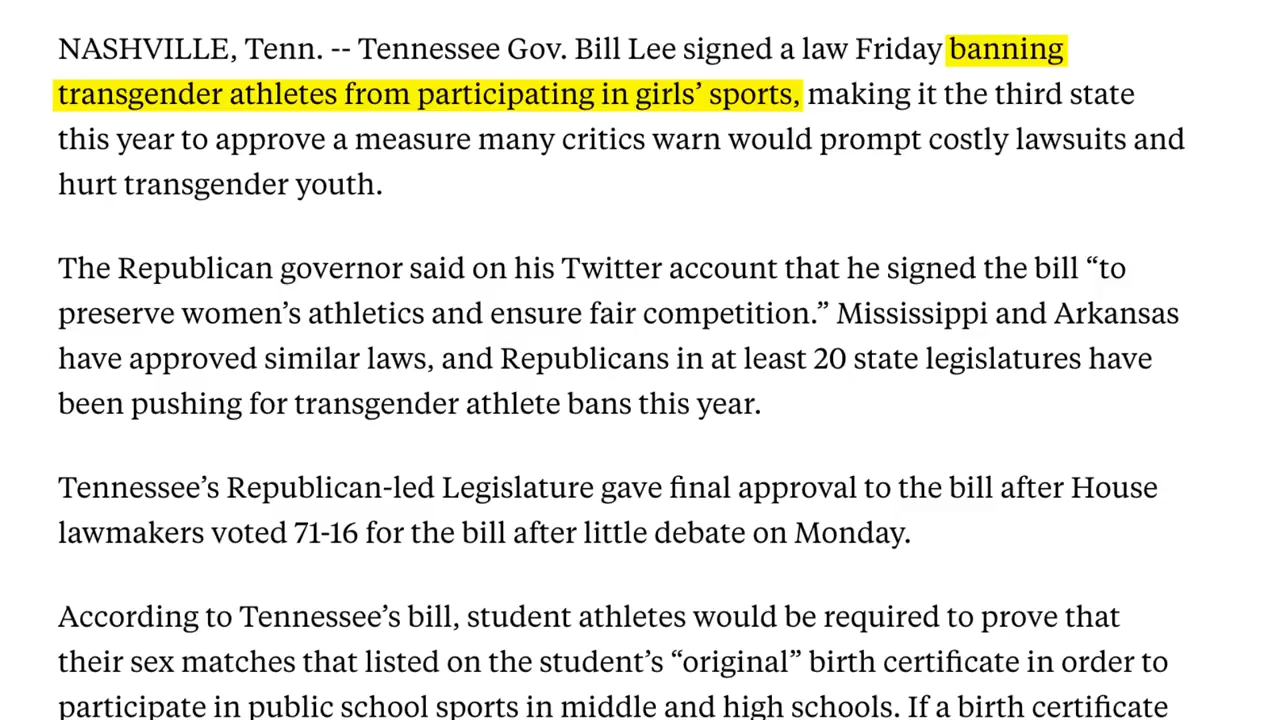 NASHVILLE, Tenn. -- Tennessee Gov. Bill Lee signed a law Friday banning
transgender athletes from participating in girls’ sports, making it the third state
this year to approve a measure many critics warn would prompt costly lawsuits and
hurt transgender youth.
The Republican governor said on his Twitter account that he signed the bill “to
preserve women’s athletics and ensure fair competition.” Mississippi and Arkansas
have approved similar laws, and Republicans in at least 20 state legislatures have
been pushing for transgender athlete bans this year.
Tennessee’s Republican-led Legislature gave final approval to the bill after House
lawmakers voted 71-16 for the bill after little debate on Monday.
According to Tennessee’s bill, student athletes would be required to prove that
their sex matches that listed on the student’s “original” birth certificate in order to
participate in public school sports in middle and high schools. If a birth certificate